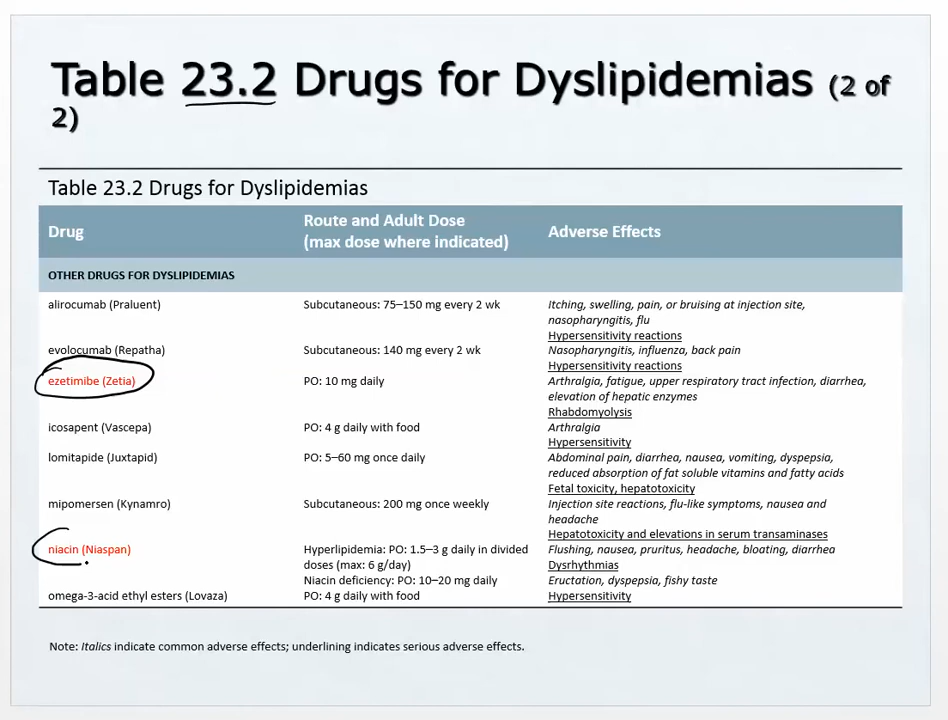 Table 23.2 Drugs for Dyslipidemias (2 of
2)
Table 23.2 Drugs for Dyslipidemias
Drug
Route and Adult Dose
(max dose where indicated)
Adverse Effects
OTHER DRUGS FOR DYSLIPIDEMIAS
alirocumab (Praluent)
Subcutaneous: 75–150 mg every 2 wk
Itching, swelling, pain, or bruising at injection site,
nasopharyngitis, flu
Hypersensitivity reactions
evolocumab (Repatha)
Subcutaneous: 140 mg every 2 wk
Nasopharyngitis, influenza, back pain
Hypersensitivity reactions
ezetimibe (Zetia)
PO: 10 mg daily
Arthralgia, fatigue, upper respiratory tract infection, diarrhea,
elevation of hepatic enzymes
Rhabdomyolysis
icosapent (Vascepa)
PO: 4 g daily with food
Arthralgia
Hypersensitivity
lomitapide (Juxtapid)
PO: 5–60 mg once daily
Abdominal pain, diarrhea, nausea, vomiting, dyspepsia,
reduced absorption of fat soluble vitamins and fatty acids
Fetal toxicity, hepatotoxicity
mipomersen (Kynamro)
Subcutaneous: 200 mg once weekly
Injection site reactions, flu-like symptoms, nausea and
headache
Hepatotoxicity and elevations in serum transaminases
niacin (Niaspan)
Hyperlipidemia: PO: 1.5–3 g daily in divided
doses (max: 6 g/day)
Niacin deficiency: PO: 10–20 mg daily
Flushing, nausea, pruritus, headache, bloating, diarrhea
Dysrhythmias
omega-3-acid ethyl esters (Lovaza)
PO: 4 g daily with food
Eructation, dyspepsia, fishy taste
Hypersensitivity
Note: Italics indicate common adverse effects; underlining indicates serious adverse effects.